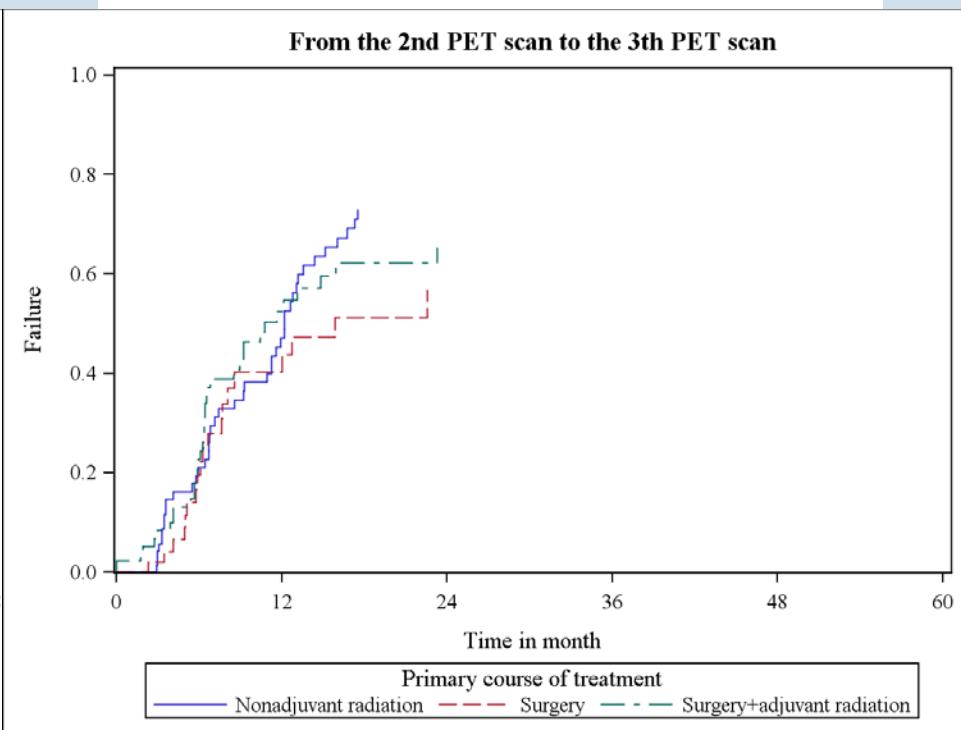 From the 2nd PET scan to the 3th PET scan
1.0
0.8
0.6
0.4
0.2
0.0
Failure
0 12 24 36 48 60
Time in month
Primary course of treatment
Nonadjuvant radiation Surgery Surgery+adjuvant radiation